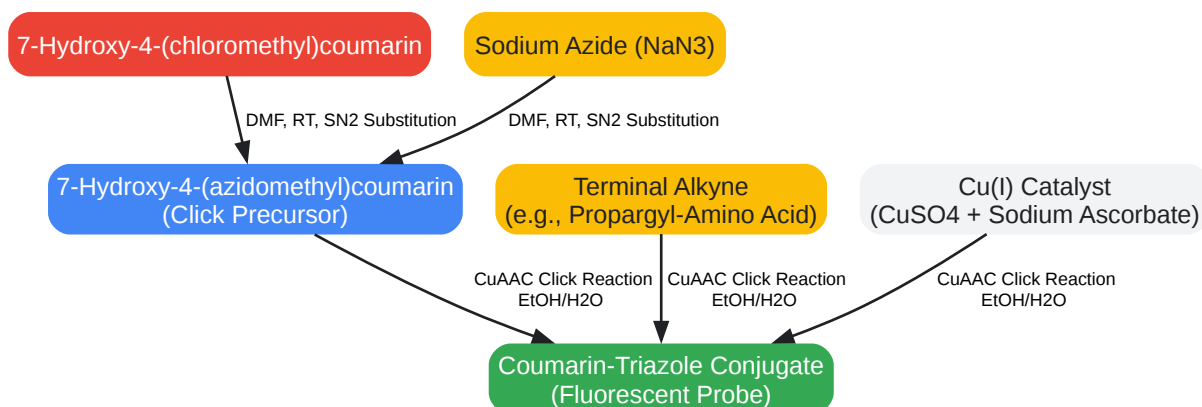 7-Hydroxy-4-(chloromethyl)coumarin
Sodium Azide (NaN3)
DMF, RT, SN2 Substitution
DMF, RT, SN2 Substitution
7-Hydroxy-4-(azidomethyl)coumarin
(Click Precursor)
Terminal Alkyne
(e.g., Propargyl-Amino Acid)
Cu(I) Catalyst
(CuSO4 + Sodium Ascorbate)
CuAAC Click Reaction
EtOH/H2O
CuAAC Click Reaction
EtOH/H2O
CuAAC Click Reaction
EtOH/H2O
Coumarin-Triazole Conjugate
(Fluorescent Probe)